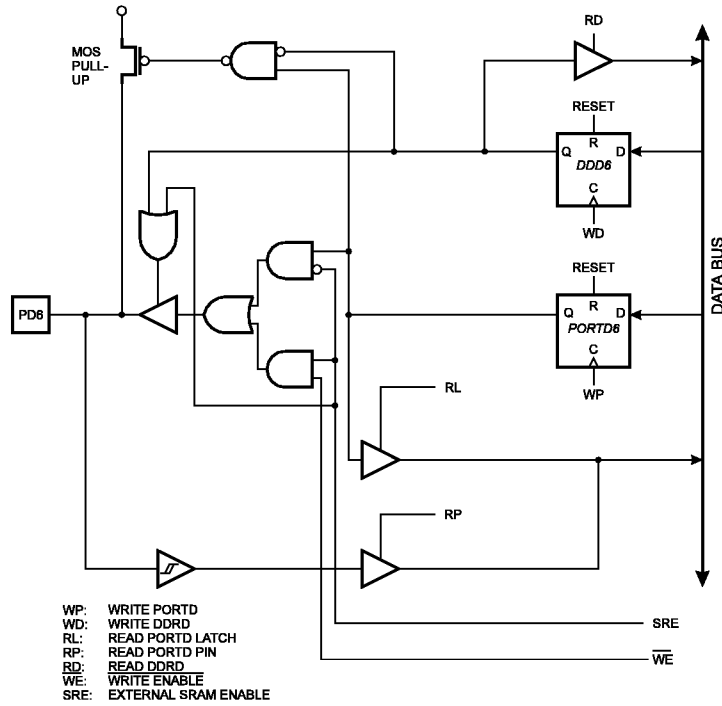 RD
MOS
PULL-
UP
RESET
R
Q
D
DDD6
C
WD
RESET
R
Q
D
PORTD6
C
WP
DATA BUS
PD6
RL
RP
SRE
WE
WP: WRITE PORTD
WD: WRITE DDRD
RL: READ PORTD LATCH
RP: READ PORTD PIN
RD: READ DDRD
WE: WRITE ENABLE
SRE: EXTERNAL SRAM ENABLE